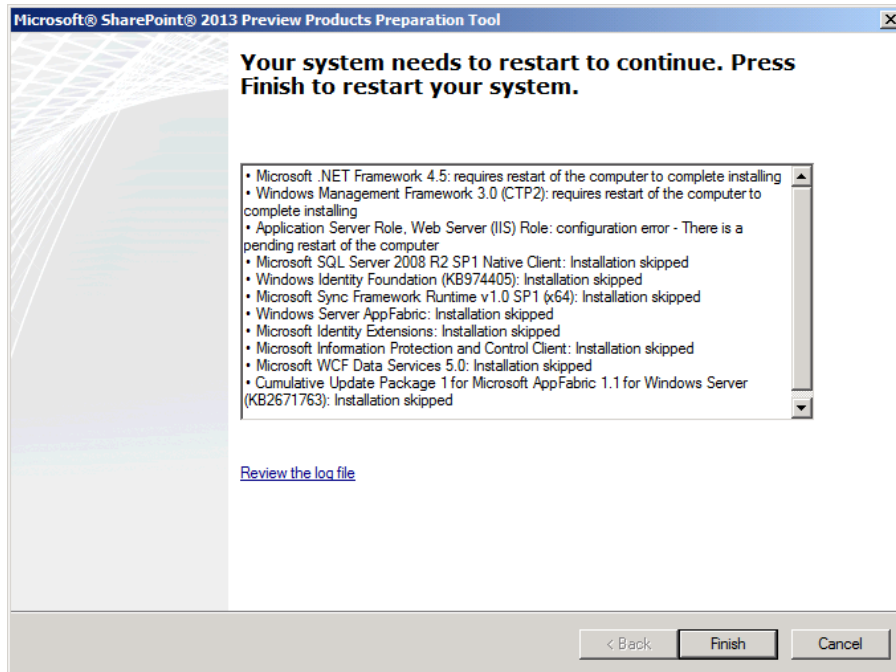 Microsoft® SharePoint® 2013 Preview Products Preparation Tool
Your system needs to restart to continue. Press
Finish to restart your system.
• Microsoft .NET Framework 4.5: requires restart of the computer to complete installing
• Windows Management Framework 3.0 (CTP2): requires restart of the computer to
complete installing
• Application Server Role, Web Server (IIS) Role: configuration error - There is a
pending restart of the computer
• Microsoft SQL Server 2008 R2 SP1 Native Client: Installation skipped
• Windows Identity Foundation (KB974405): Installation skipped
• Microsoft Sync Framework Runtime v1.0 SP1 (x64): Installation skipped
• Windows Server AppFabric: Installation skipped
• Microsoft Identity Extensions: Installation skipped
• Microsoft Information Protection and Control Client: Installation skipped
• Microsoft WCF Data Services 5.0: Installation skipped
• Cumulative Update Package 1 for Microsoft AppFabric 1.1 for Windows Server
(KB2671763): Installation skipped
Review the log file
< Back Finish Cancel